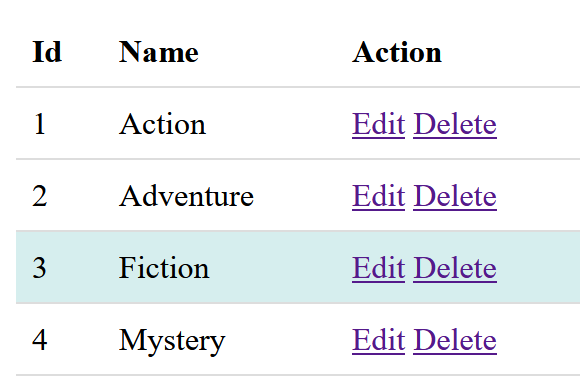 Id Name Action
1 Action Edit Delete
2 Adventure Edit Delete
3 Fiction Edit Delete
4 Mystery Edit Delete